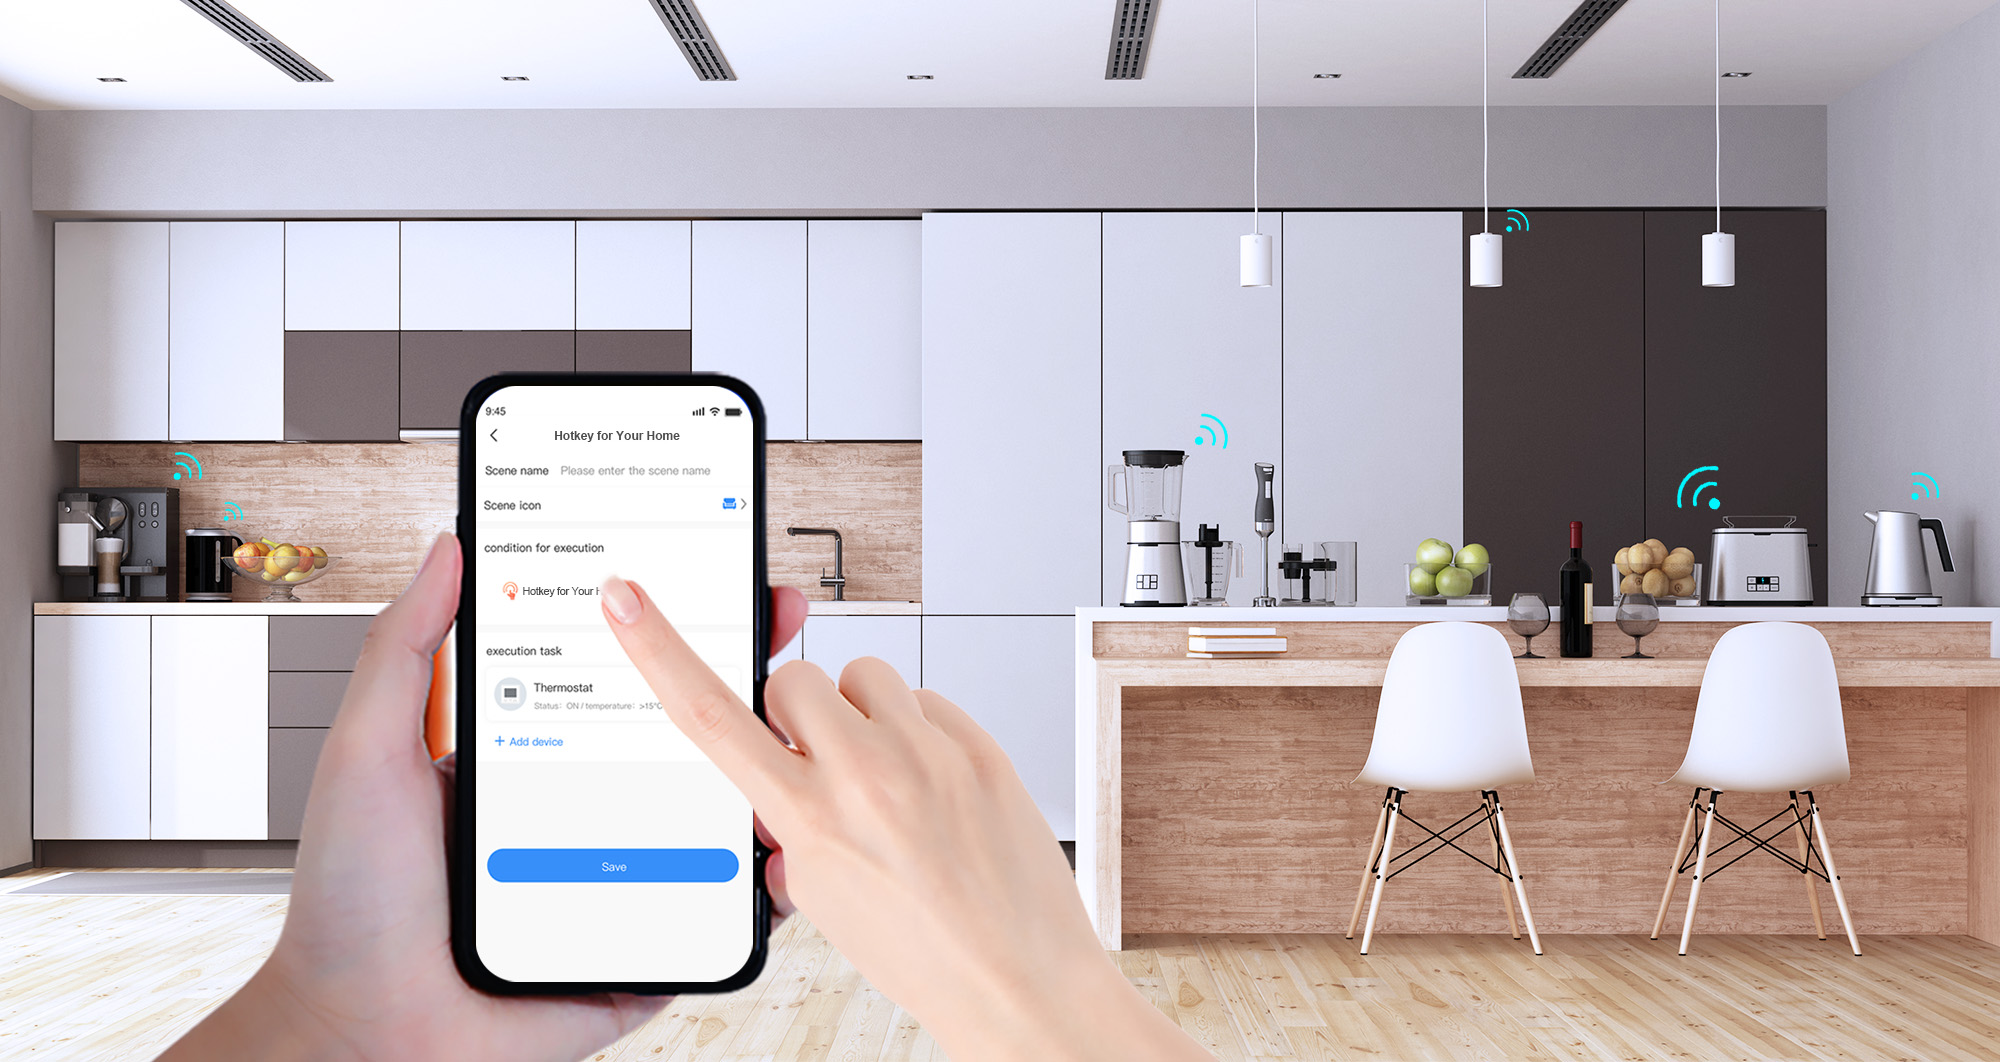 9:45
Hotkey for Your Home
Scene name Please enter the scene name
Scene icon
condition for execution
Hotkey for Your
execution task
Thermostat
Status: ON / temperature: >15°C
+ Add device
Save